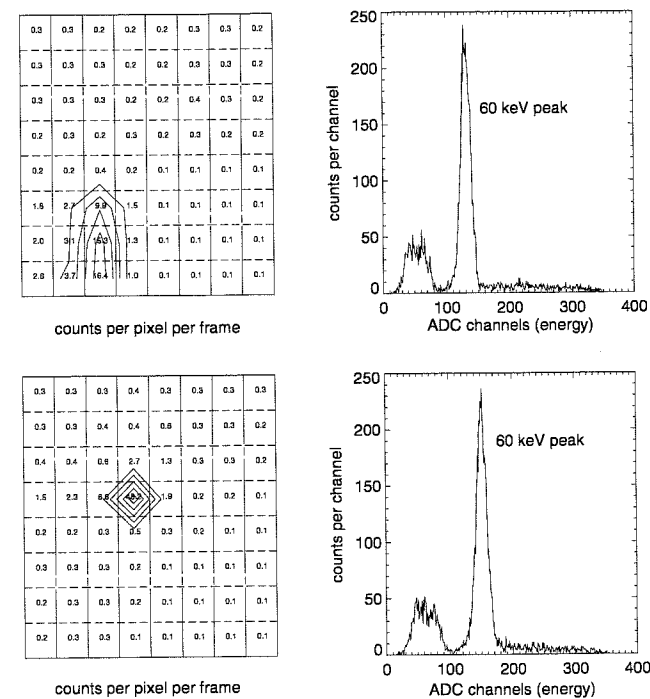 0.3 0.3 0.2 0.2 0.2 0.2 0.3 0.2
0.3 0.3 0.3 0.2 0.2 0.3 0.3 0.2
0.3 0.3 0.3 0.2 0.2 0.4 0.3 0.2
0.2 0.3 0.2 0.3 0.3 0.2 0.2 0.2
0.2 0.2 0.4 0.2 0.1 0.1 0.1 0.1
1.5 1.5 0.1 0.1 0.1 0.1
2.0 3.1 1.3 0.1 0.1 0.1 0.1
2.6 3.7 1.0 0.1 0.1 0.1 0.1
counts per pixel per frame
250
200
150
100
50
0
counts per channel
60 keV peak
0 100 200 300 400
ADC channels (energy)
0.3 0.3 0.3 0.4 0.3 0.3 0.3 0.3
0.3 0.3 0.4 0.4 0.6 0.3 0.3 0.2
0.4 0.4 0.6 2.7 1.3 0.3 0.3 0.2
1.5 2.3 1.9 0.2 0.2 0.1
0.2 0.2 0.3 0.5 0.3 0.2 0.1 0.1
0.3 0.3 0.3 0.2 0.1 0.1 0.1 0.1
0.2 0.3 0.3 0.2 0.1 0.1 0.1 0.1
0.2 0.3 0.3 0.1 0.1 0.1 0.1 0.1
counts per pixel per frame
250
200
150
100
50
0
counts per channel
60 keV peak
0 100 200 300 400
ADC channels (energy)